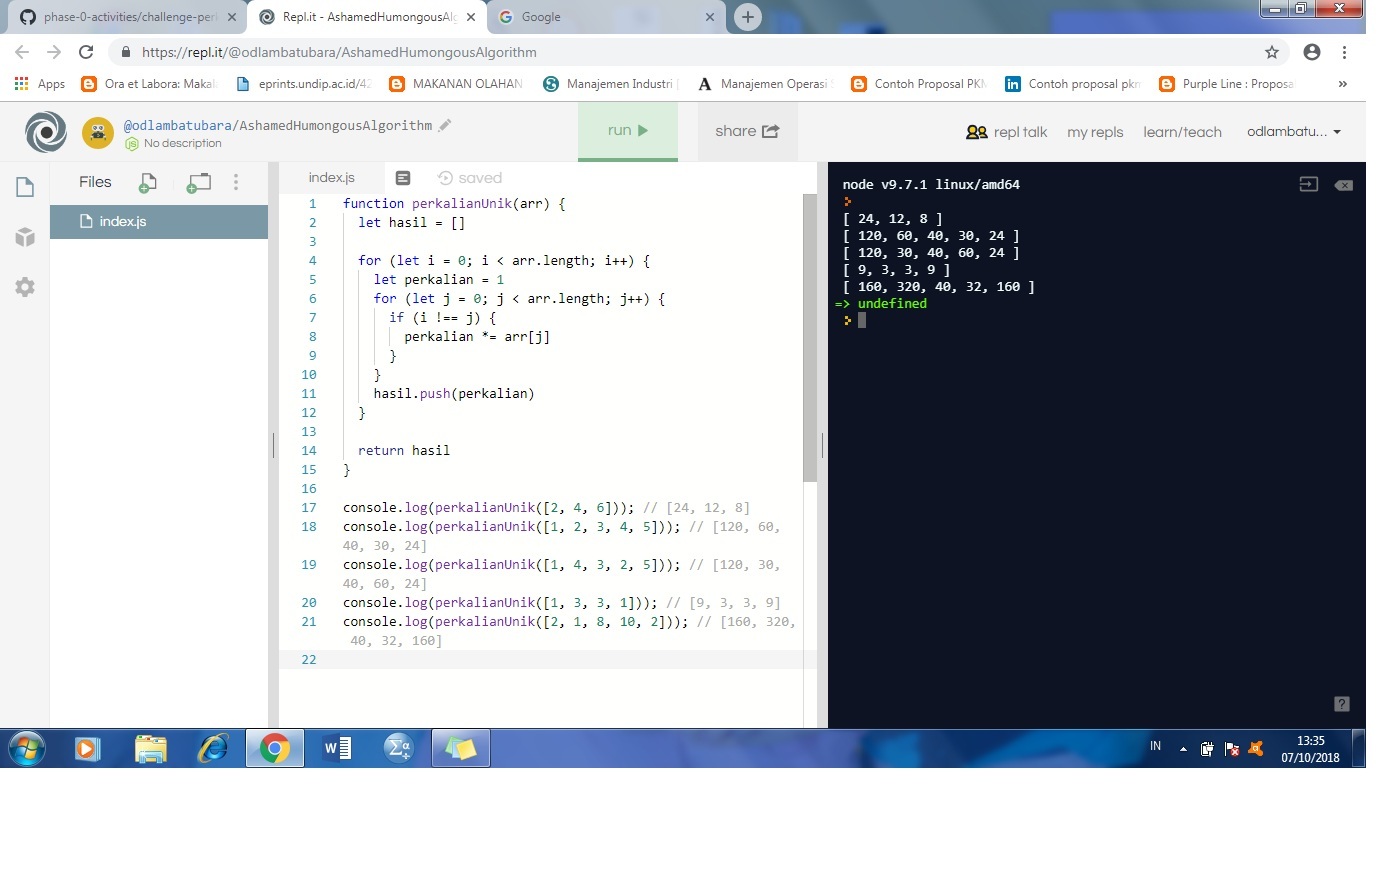 phase-0-activities/challenge-per
Repl.it - AshamedHumongousAlg
Google
https://repl.it/@odlambatubara/AshamedHumongousAlgorithm
Apps
Ora et Labora: Maka
eprints.undip.ac.id/42
MAKANAN OLAHAN
Manajemen Industri
Manajemen Operasi
Contoh Proposal PKM
Contoh proposal pkm
Purple Line : Proposa
»
@odlambatubara/AshamedHumongousAlgorithm
No description
run
share
repl talk
my repls
learn/teach
odlambatu...
Files
index.js
index.js
saved
1 function perkalianUnik(arr) {
2 let hasil = []
3
4 for (let i = 0; i < arr.length; i++) {
5 let perkalian = 1
6 for (let j = 0; j < arr.length; j++) {
7 if (i !== j) {
8 perkalian *= arr[j]
9 }
10 }
11 hasil.push(perkalian)
12 }
13
14 return hasil
15 }
16
17 console.log(perkalianUnik([2, 4, 6])); // [24, 12, 8]
18 console.log(perkalianUnik([1, 2, 3, 4, 5])); // [120, 60,
40, 30, 24]
19 console.log(perkalianUnik([1, 4, 3, 2, 5])); // [120, 30,
40, 60, 24]
20 console.log(perkalianUnik([1, 3, 3, 1])); // [9, 3, 3, 9]
21 console.log(perkalianUnik([2, 1, 8, 10, 2])); // [160, 320,
40, 32, 160]
22
node v9.7.1 linux/amd64
[ 24, 12, 8 ]
[ 120, 60, 40, 30, 24 ]
[ 120, 30, 40, 60, 24 ]
[ 9, 3, 3, 9 ]
[ 160, 320, 40, 32, 160 ]
=> undefined
?
IN
13:35
07/10/2018